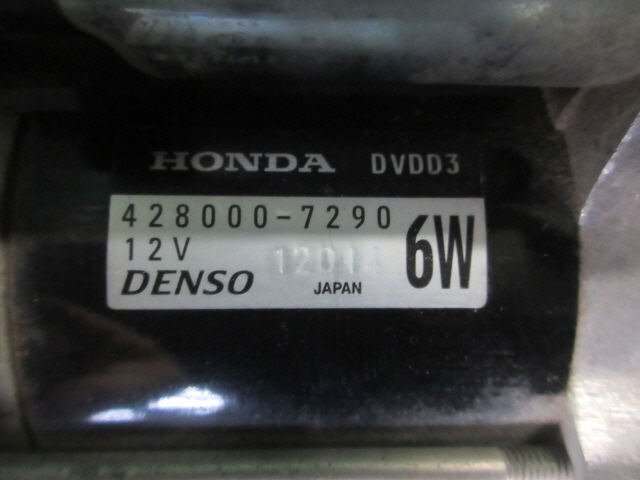 HONDA DVDD3
428000-7290
12V
6W
DENSO JAPAN